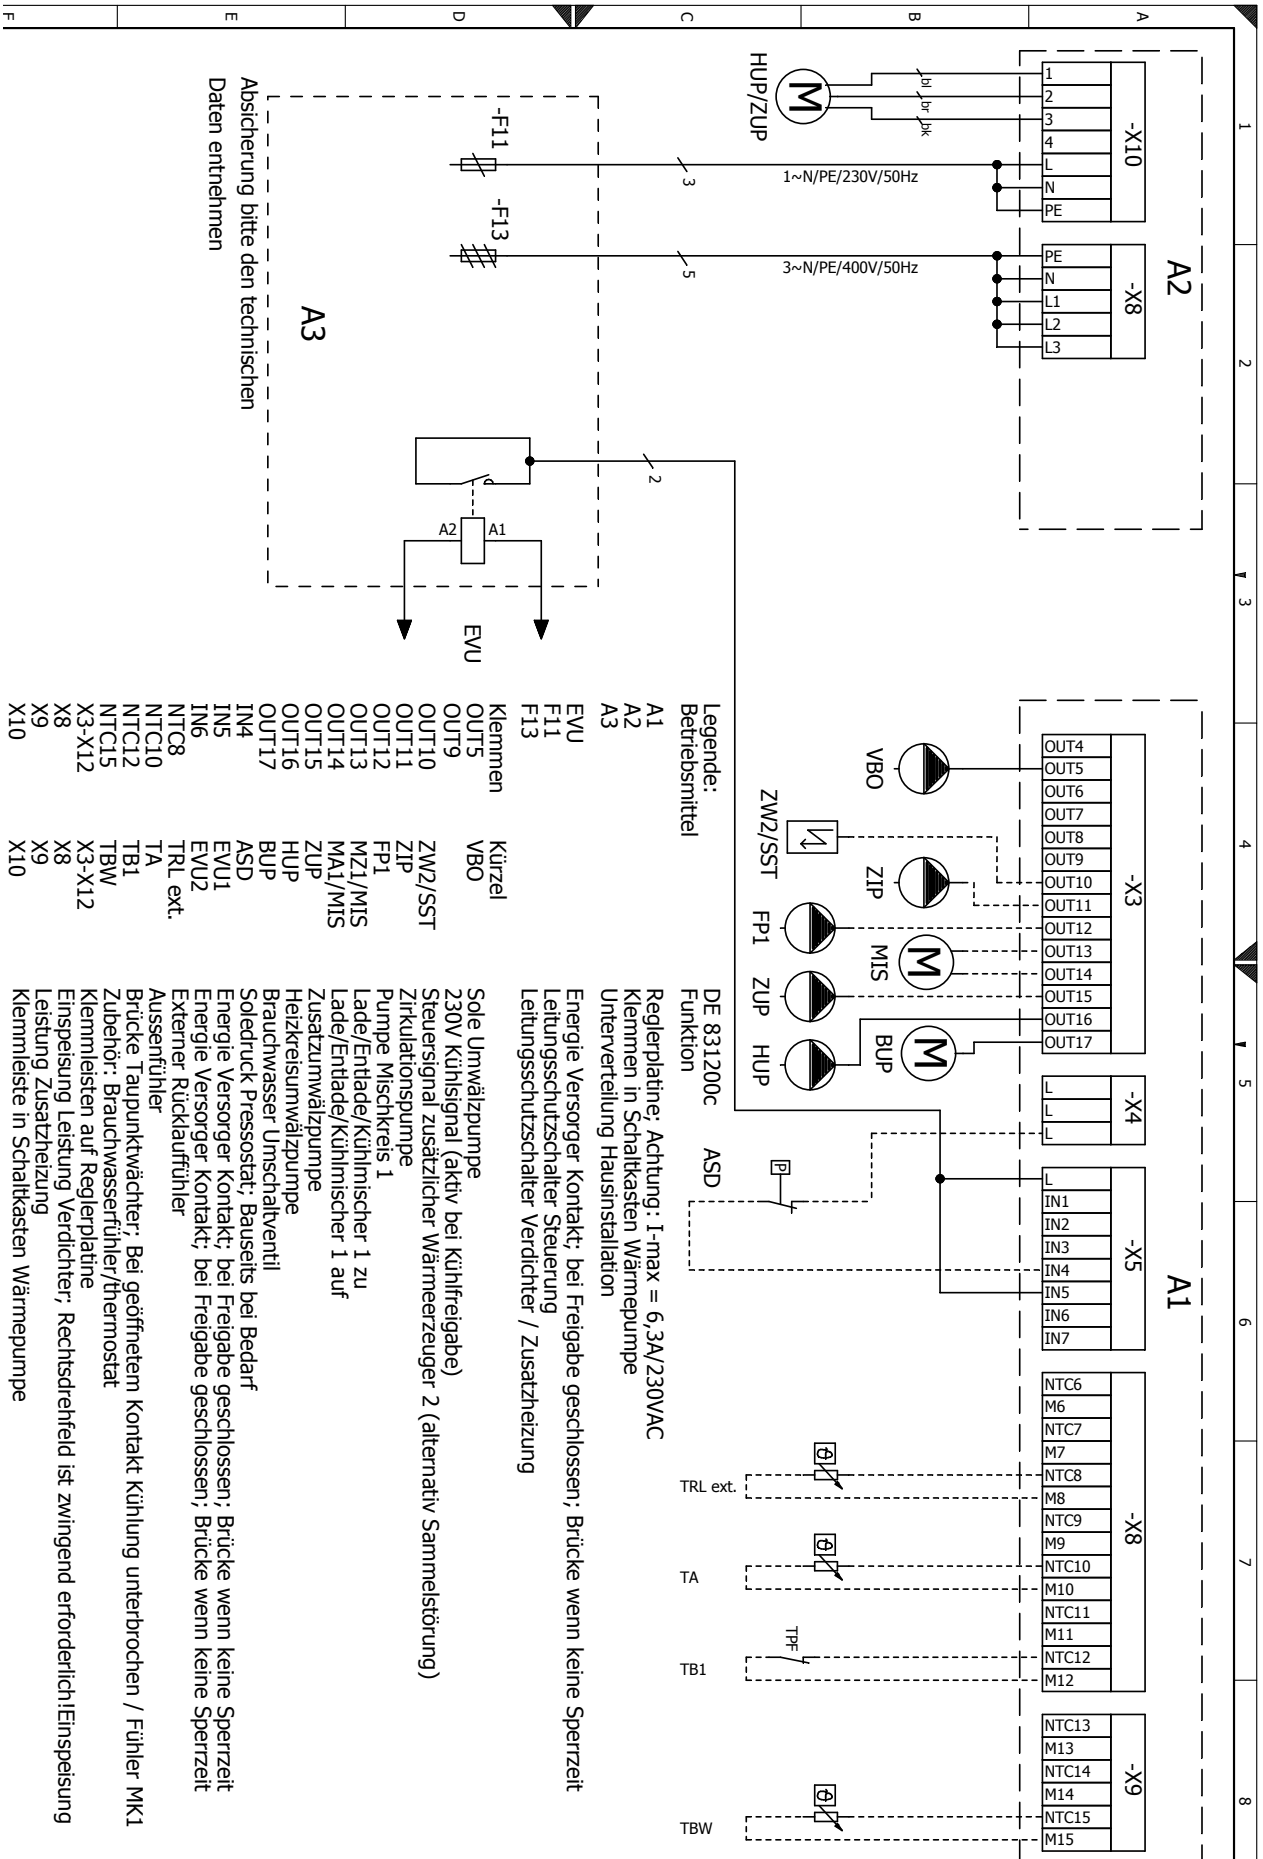 F
E
D
C
B
A
1
2
3
4
5
6
7
8
A2
-X10
1
2
3
4
L
N
PE
-X8
PE
N
L1
L2
L3
bl
br
bk
HUP/ZUP
M
1~N/PE/230V/50Hz
3
3~N/PE/400V/50Hz
5
-F11
-F13
A3
Absicherung bitte den technischen
Daten entnehmen
2
A2
A1
EVU
A1
-X3
OUT4
OUT5
OUT6
OUT7
OUT8
OUT9
OUT10
OUT11
OUT12
OUT13
OUT14
OUT15
OUT16
OUT17
-X4
L
L
L
-X5
L
IN1
IN2
IN3
IN4
IN5
IN6
IN7
-X8
NTC6
M6
NTC7
M7
NTC8
M8
NTC9
M9
NTC10
M10
NTC11
M11
NTC12
M12
-X9
NTC13
M13
NTC14
M14
NTC15
M15
VBO
ZW2/SST
ZIP
FP1
MIS
M
ZUP
HUP
BUP
M
ASD
P
TRL ext.
ϑ
TA
ϑ
TPF
TB1
TBW
ϑ
Legende: DE 831200c
Betriebsmittel Funktion
A1 Reglerplatine; Achtung: I-max = 6,3A/230VAC
A2 Klemmen in Schaltkasten Wärmepumpe
A3 Unterverteilung Hausinstallation
EVU Energie Versorger Kontakt; bei Freigabe geschlossen; Brücke wenn keine Sperrzeit
F11 Leitungsschutzschalter Steuerung
F13 Leitungsschutzschalter Verdichter / Zusatzheizung
Klemmen Kürzel
OUT5 VBO Sole Umwälzpumpe
OUT9 230V Kühlsignal (aktiv bei Kühlfreigabe)
OUT10 ZW2/SST Steuersignal zusätzlicher Wärmeerzeuger 2 (alternativ Sammelstörung)
OUT11 ZIP Zirkulationspumpe
OUT12 FP1 Pumpe Mischkreis 1
OUT13 MZ1/MIS Lade/Entlade/Kühlmischer 1 zu
OUT14 MA1/MIS Lade/Entlade/Kühlmischer 1 auf
OUT15 ZUP Zusatzumwälzpumpe
OUT16 HUP Heizkreisumwälzpumpe
OUT17 BUP Brauchwasser Umschaltventil
IN4 ASD Soledruck Pressostat; Bauseits bei Bedarf
IN5 EVU1 Energie Versorger Kontakt; bei Freigabe geschlossen; Brücke wenn keine Sperrzeit
IN6 EVU2 Energie Versorger Kontakt; bei Freigabe geschlossen; Brücke wenn keine Sperrzeit
NTC8 TRL ext. Externer Rücklauffühler
NTC10 TA Aussenfühler
NTC12 TB1 Brücke Taupunktwächter; Bei geöffnetem Kontakt Kühlung unterbrochen / Fühler MK1
NTC15 TBW Zubehör: Brauchwasserfühler/thermostat
X3-X12 X3-X12 Klemmleisten auf Reglerplatine
X8 X8 Einspeisung Leistung Verdichter; Rechtsdrehfeld ist zwingend erforderlich!Einspeisung
X9 X9 Leistung Zusatzheizung
X10 X10 Klemmleiste in Schaltkasten Wärmepumpe